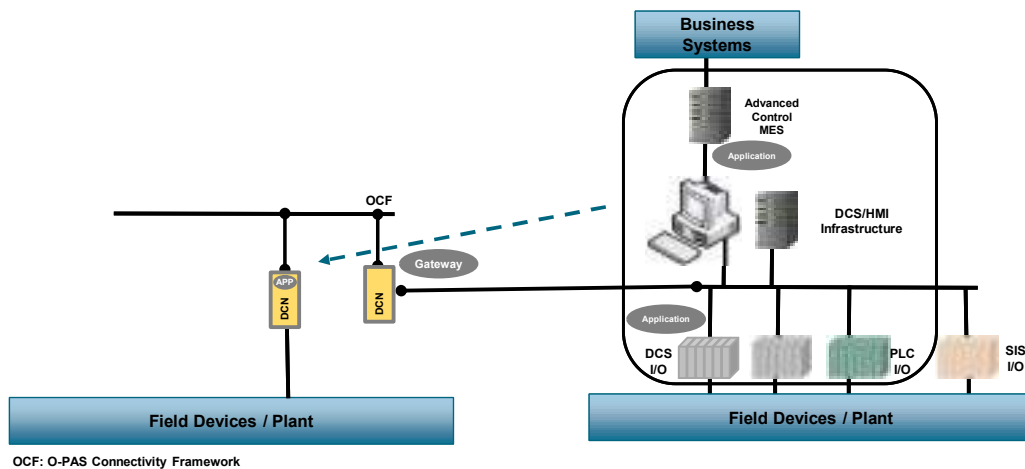 Business
Systems
Advanced
Control
MES
Application
OCF
DCS/HMI
Infrastructure
Gateway
APP
DCN
DCN
Application
DCS
I/O
PLC
I/O
SIS
I/O
Field Devices / Plant
Field Devices / Plant
OCF: O-PAS Connectivity Framework